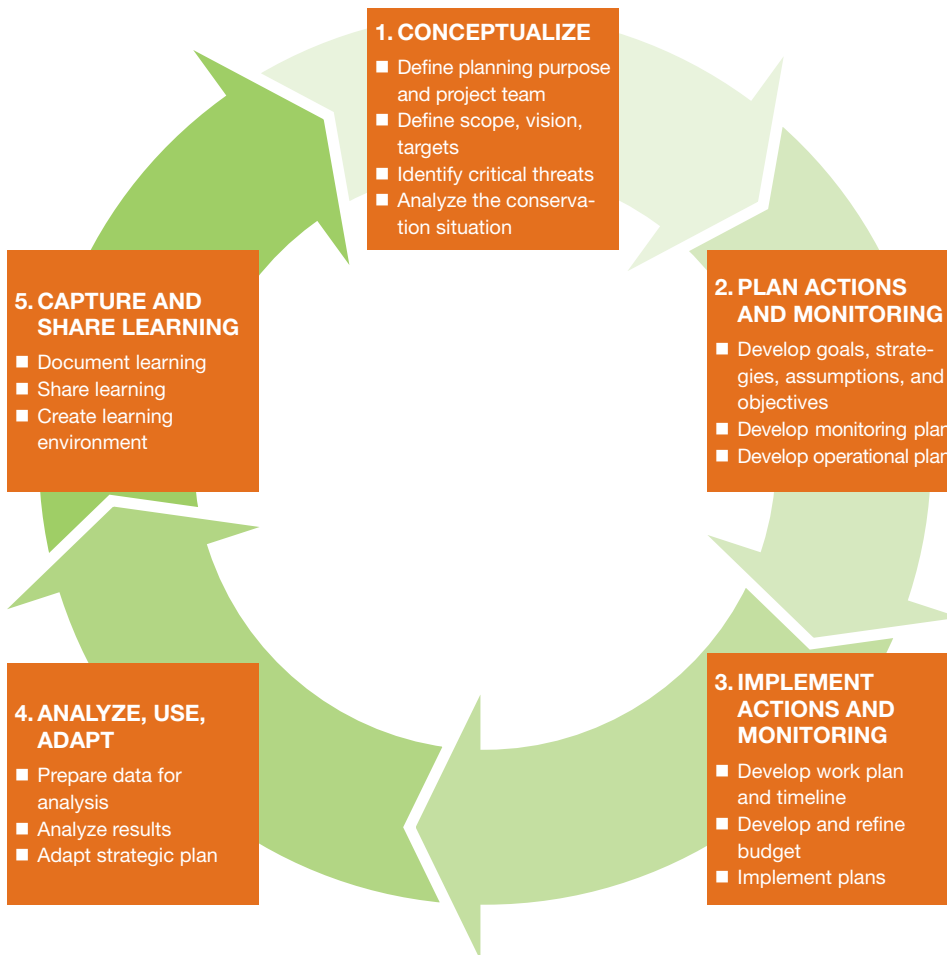 1. CONCEPTUALIZE
■ Define planning purpose
and project team
■ Define scope, vision,
targets
■ Identify critical threats
■ Analyze the conserva-
tion situation
2. PLAN ACTIONS
AND MONITORING
■ Develop goals, strate-
gies, assumptions, and
objectives
■ Develop monitoring plan
■ Develop operational plan
3. IMPLEMENT
ACTIONS AND
MONITORING
■ Develop work plan
and timeline
■ Develop and refine
budget
■ Implement plans
4. ANALYZE, USE,
ADAPT
■ Prepare data for
analysis
■ Analyze results
■ Adapt strategic plan
5. CAPTURE AND
SHARE LEARNING
■ Document learning
■ Share learning
■ Create learning
environment